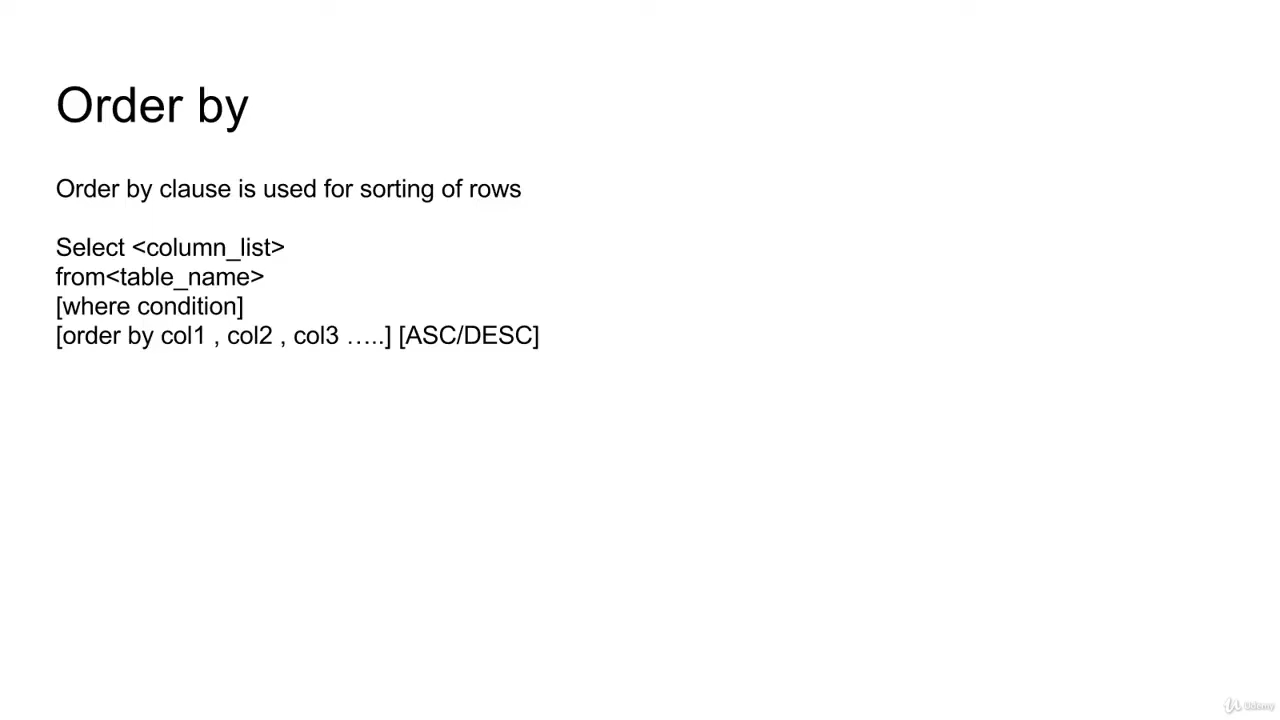 Order by
Order by clause is used for sorting of rows
Select <column_list>
from<table_name>
[where condition]
[order by col1 , col2 , col3 …..] [ASC/DESC]
Udemy